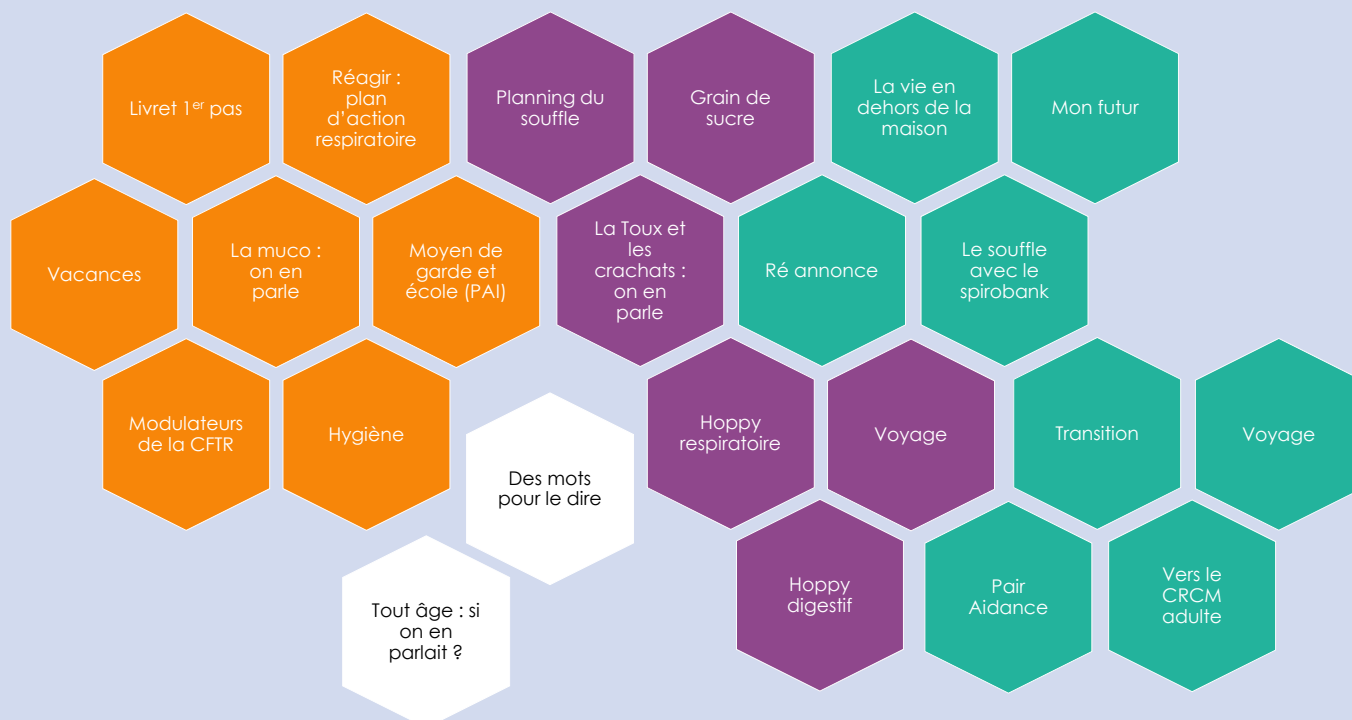 Livret 1er pas
Réagir :
plan
d'action
respiratoire
Planning du
souffle
Grain de
sucre
La vie en
dehors de la
maison
Mon futur
Vacances
La muco :
on en
parle
Moyen de
garde et
école (PAI)
La Toux et
les
crachats :
on en
parle
Ré annonce
Le souffle
avec le
spirobank
Modulateurs
de la CFTR
Hygiène
Des mots
pour le dire
Hoppy
respiratoire
Voyage
Transition
Voyage
Tout âge : si
on en
parlait ?
Hoppy
digestif
Pair
Aidance
Vers le
CRCM
adulte